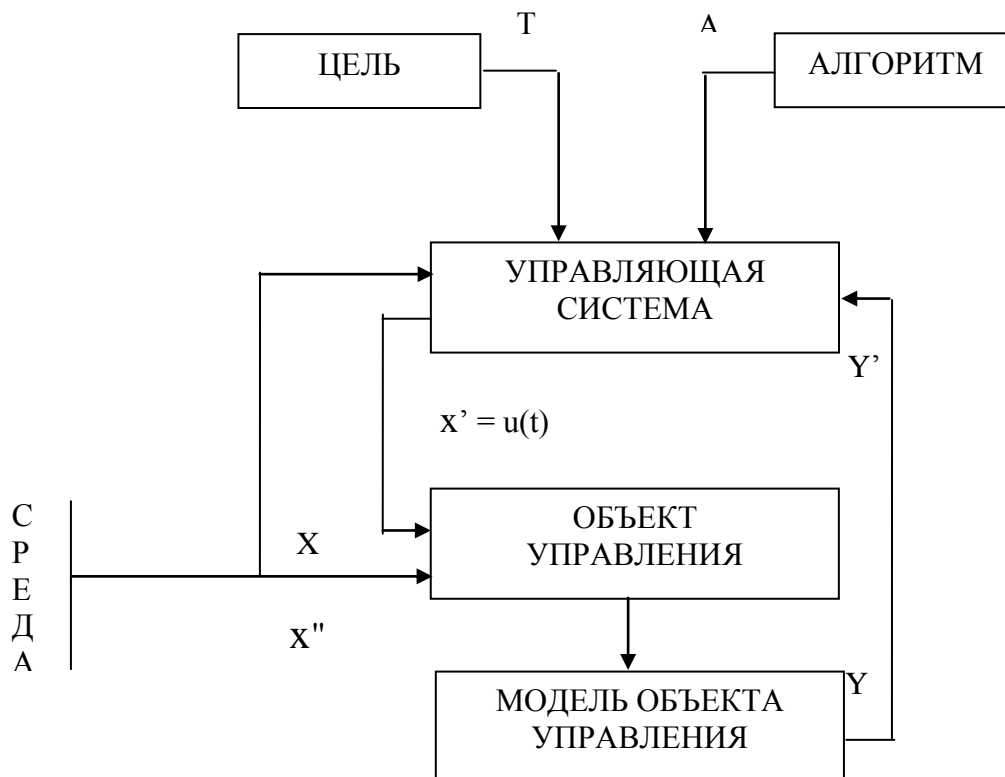 T
A
ЦЕЛЬ
АЛГОРИТМ
УПРАВЛЯЮЩАЯ
СИСТЕМА
Y’
x’ = u(t)
С
Р
Е
Д
А
X
x"
ОБЪЕКТ
УПРАВЛЕНИЯ
Y
МОДЕЛЬ ОБЪЕКТА
УПРАВЛЕНИЯ